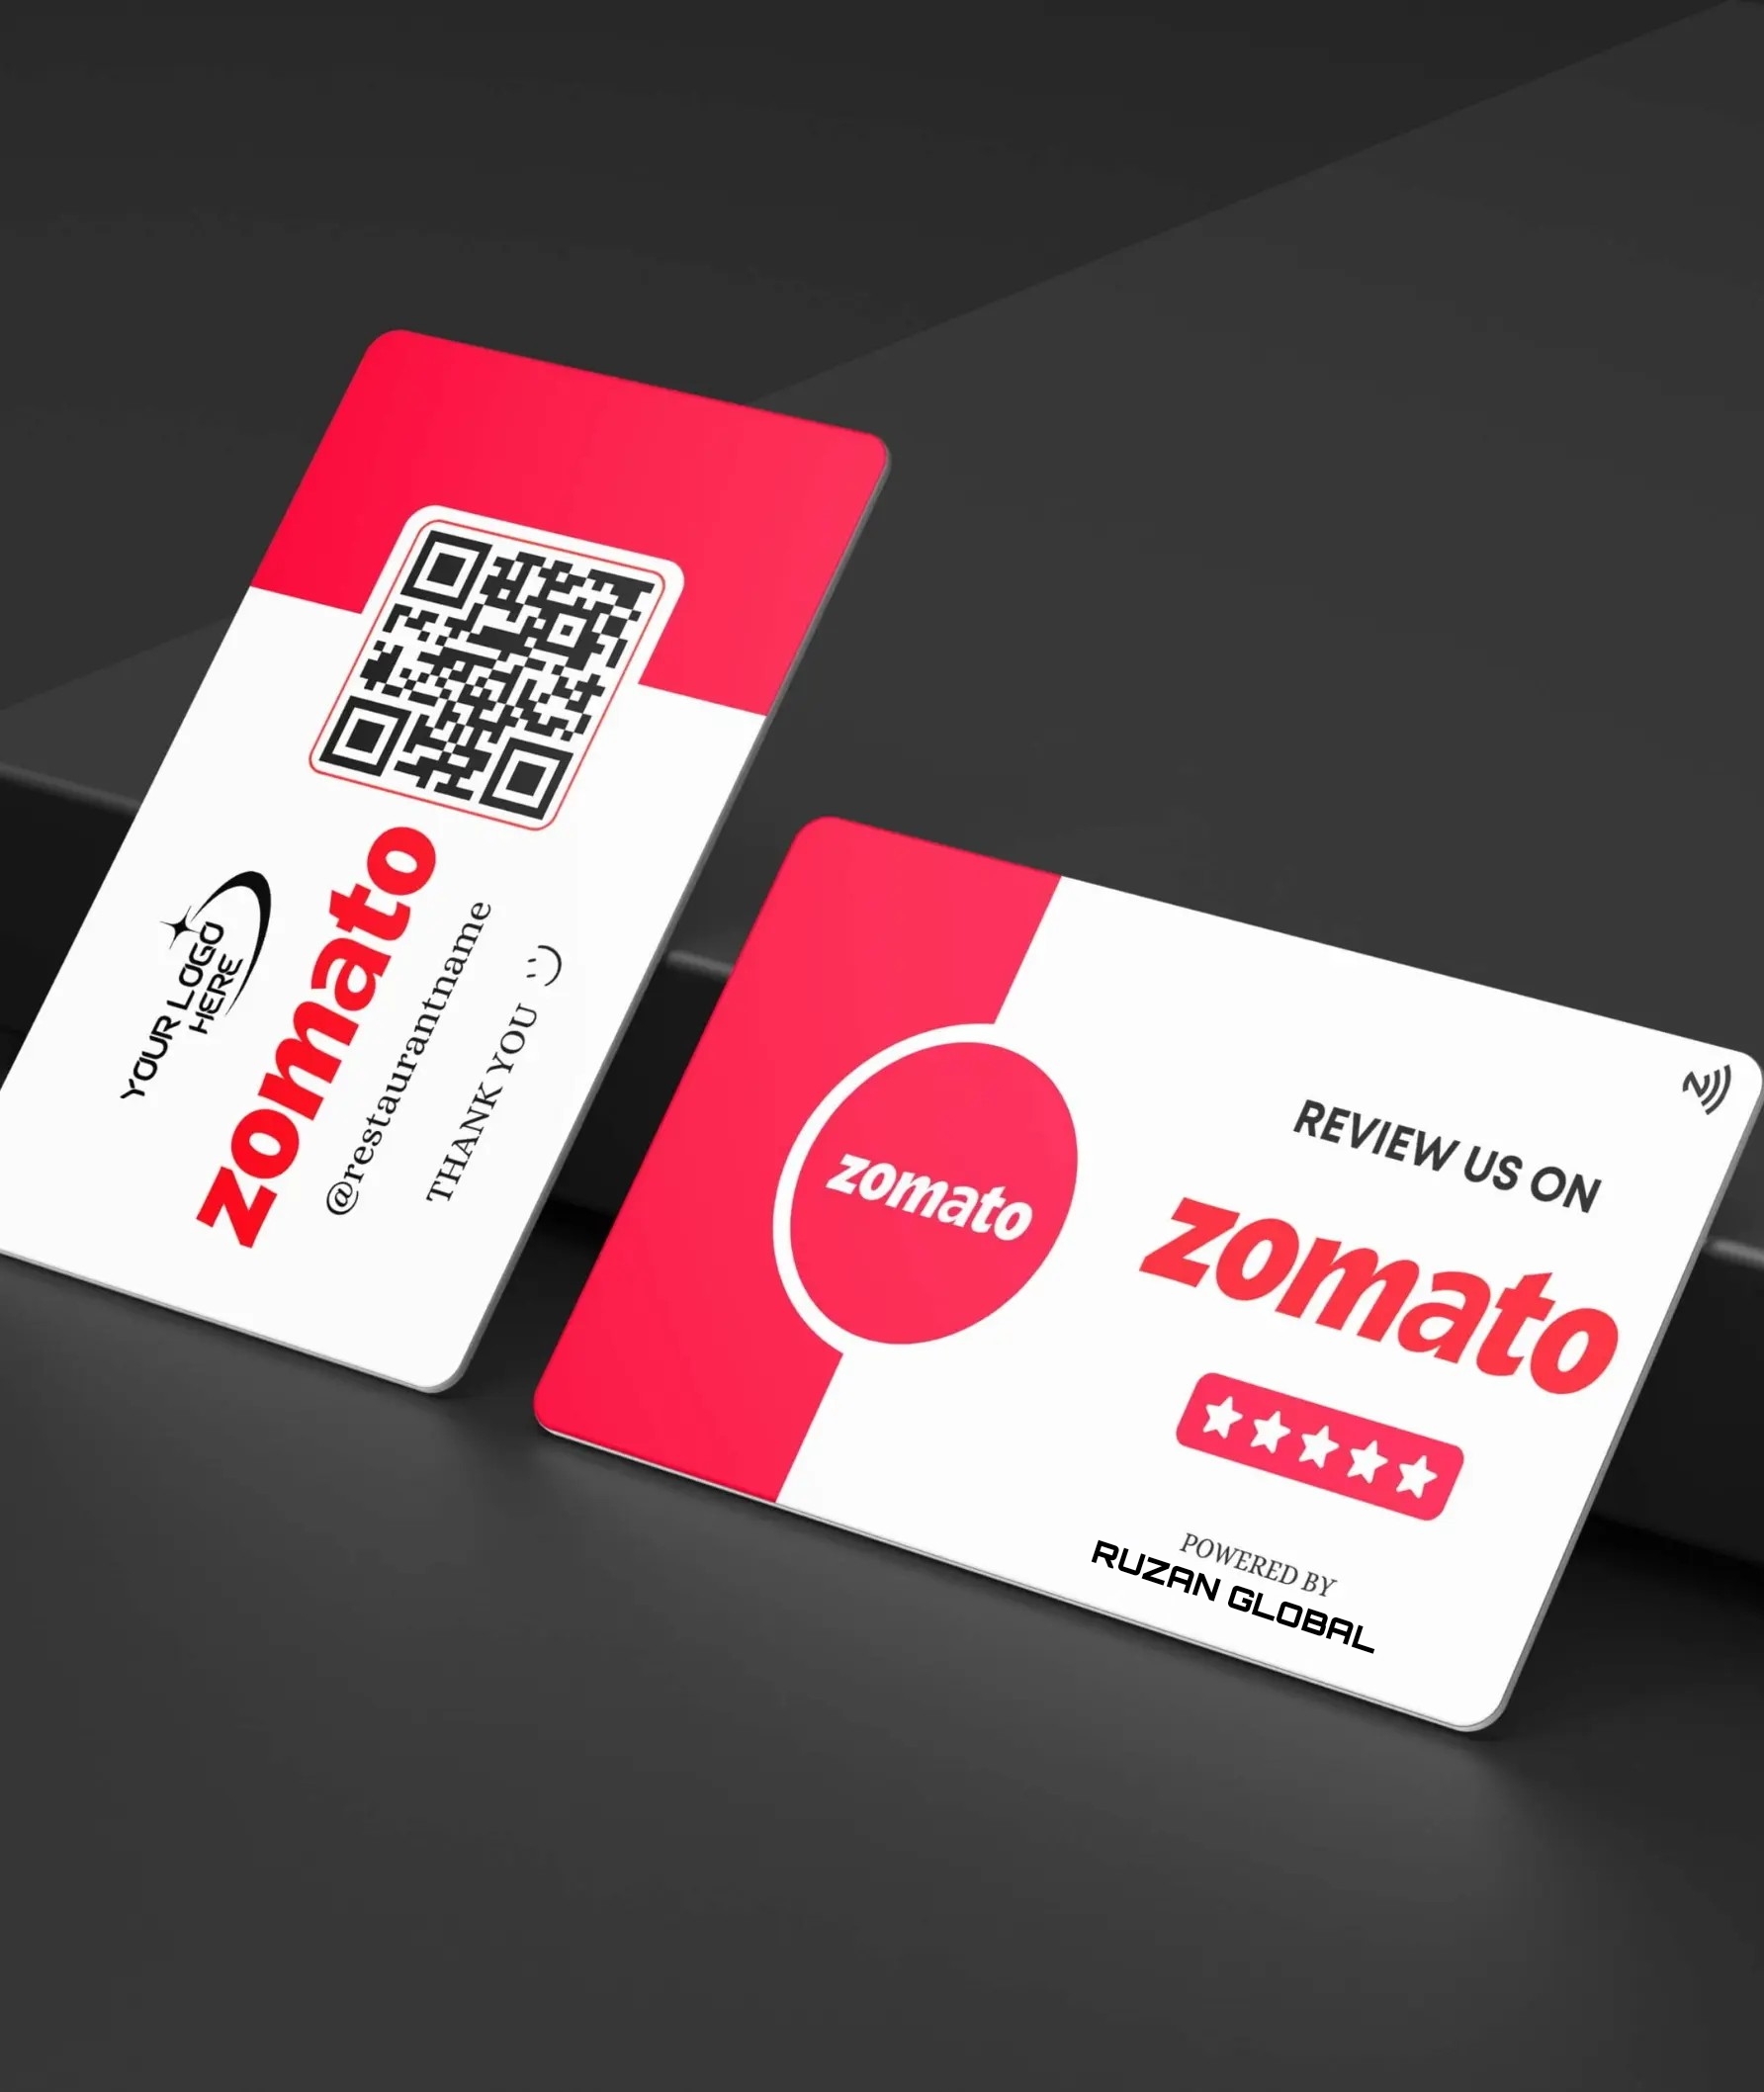 YOUR LOGO
HERE
zomato
@restaurantname
THANK YOU :)
zomato
REVIEW US ON
zomato
POWERED BY
RUZAN GLOBAL